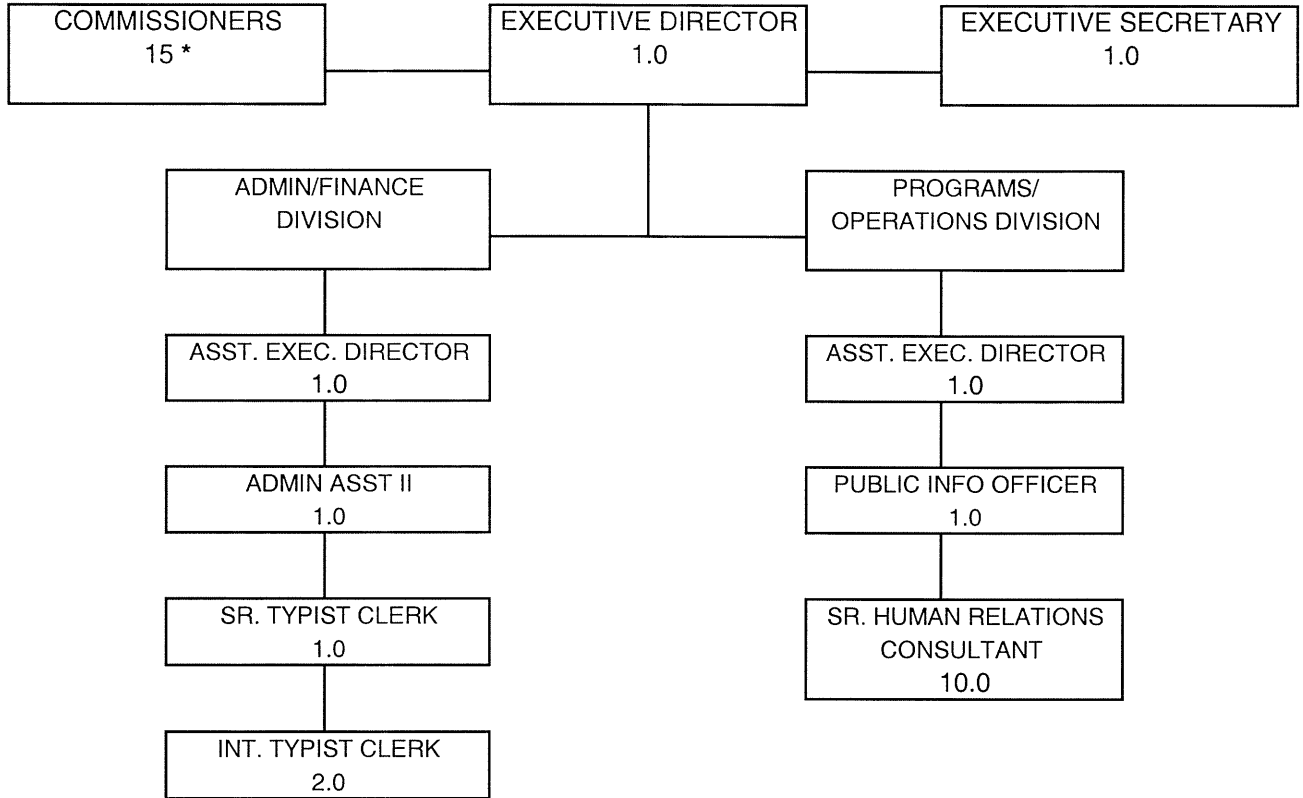 COMMISSIONERS
15 *
EXECUTIVE DIRECTOR
1.0
EXECUTIVE SECRETARY
1.0
ADMIN/FINANCE
DIVISION
PROGRAMS/
OPERATIONS DIVISION
ASST. EXEC. DIRECTOR
1.0
ASST. EXEC. DIRECTOR
1.0
ADMIN ASST II
1.0
PUBLIC INFO OFFICER
1.0
SR. TYPIST CLERK
1.0
SR. HUMAN RELATIONS
CONSULTANT
10.0
INT. TYPIST CLERK
2.0